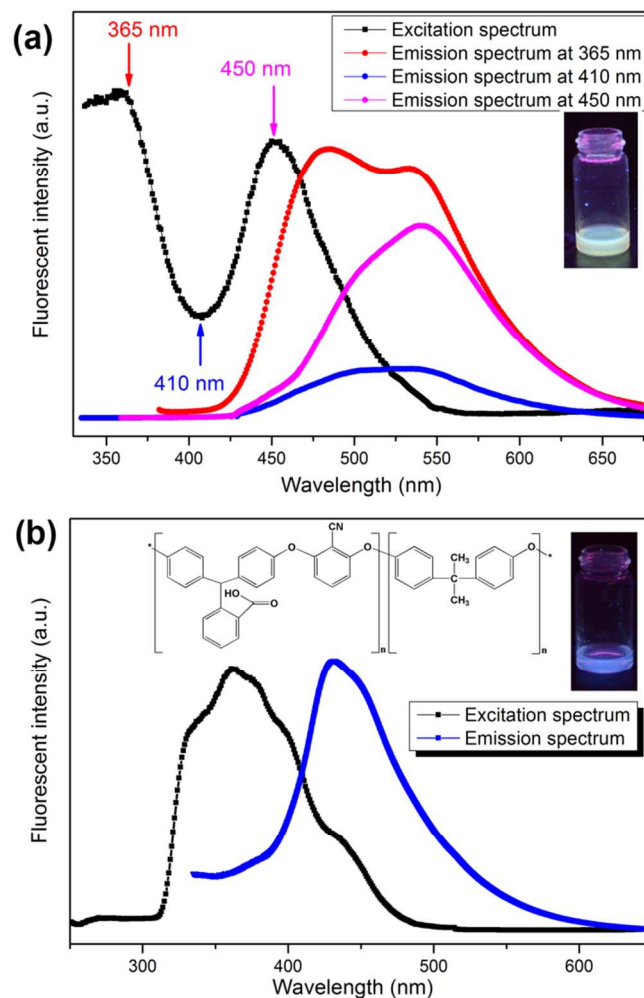 (a)
365 nm
450 nm
410 nm
Excitation spectrum
Emission spectrum at 365 nm
Emission spectrum at 410 nm
Emission spectrum at 450 nm
Fluorescent intensity (a.u.)
350 400 450 500 550 600 650
Wavelength (nm)
(b)
CN
* O O O *
CH3
C
CH3
HO O
n n
Excitation spectrum
Emission spectrum
Fluorescent intensity (a.u.)
300 400 500 600
Wavelength (nm)